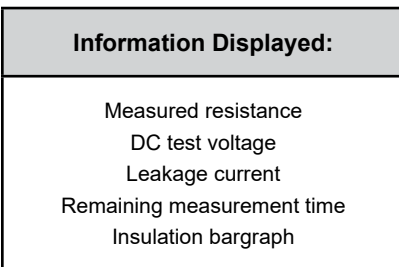 Information Displayed:
Measured resistance
DC test voltage
Leakage current
Remaining measurement time
Insulation bargraph